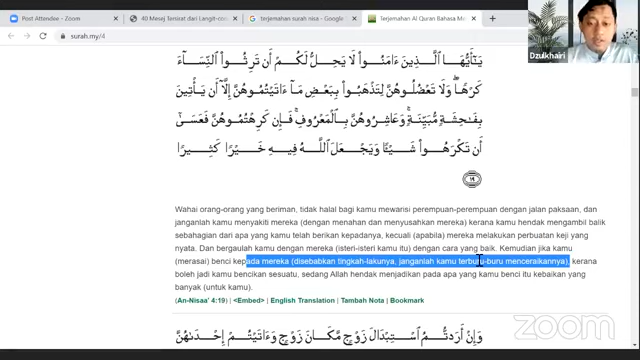 Post Attendee - Zoom
40 Mesej Tersirat dari Langit-co
terjemahan surah nisa - Google
Terjemahan Al Quran Bahasa Me
surah.my/4
Dzulkhairi
يَـٰٓأَيُّهَا ٱلَّذِينَ ءَامَنُوا۟ لَا يَحِلُّ لَكُمْ أَن تَرِثُوا۟ ٱلنِّسَآءَ
كَرْهًا ۖ وَلَا تَعْضُلُوهُنَّ لِتَذْهَبُوا۟ بِبَعْضِ مَآ ءَاتَيْتُمُوهُنَّ إِلَّآ أَن يَأْتِينَ
بِفَـٰحِشَةٍ مُّبَيِّنَةٍ ۚ وَعَاشِرُوهُنَّ بِٱلْمَعْرُوفِ ۚ فَإِن كَرِهْتُمُوهُنَّ فَعَسَىٰٓ
أَن تَكْرَهُوا۟ شَيْـًٔا وَيَجْعَلَ ٱللَّهُ فِيهِ خَيْرًا كَثِيرًا
١٩
Wahai orang-orang yang beriman, tidak halal bagi kamu mewarisi perempuan-perempuan dengan jalan paksaan, dan
janganlah kamu menyakiti mereka (dengan menahan dan menyusahkan mereka) kerana kamu hendak mengambil balik
sebahagian dari apa yang kamu telah berikan kepadanya, kecuali (apabila) mereka melakukan perbuatan keji yang
nyata. Dan bergaulah kamu dengan mereka (isteri-isteri kamu itu) dengan cara yang baik. Kemudian jika kamu
(merasai) benci kepada mereka (disebabkan tingkah-lakunya, janganlah kamu terburu-buru menceraikannya), kerana
boleh jadi kamu bencikan sesuatu, sedang Allah hendak menjadikan pada apa yang kamu benci itu kebaikan yang
banyak (untuk kamu).
(An-Nisaa' 4:19) | <Embed> | English Translation | Tambah Nota | Bookmark
وَإِنْ أَرَدتُّمُ ٱسْتِبْدَالَ زَوْجٍ مَّكَانَ زَوْجٍ وَءَاتَيْتُمْ إِحْدَىٰهُنَّ
zoom